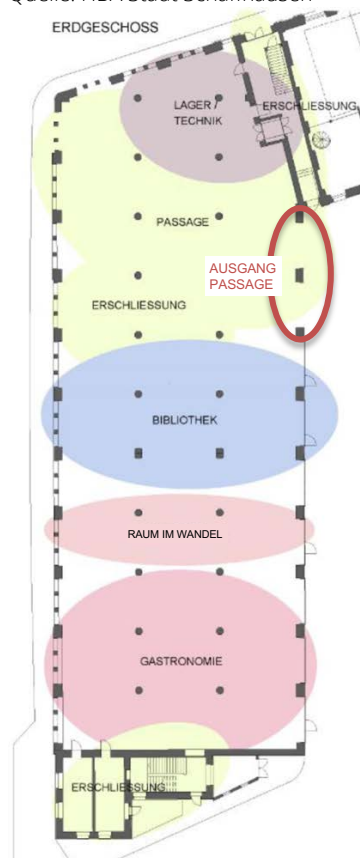 ERDGESCHOSS
LAGER /
TECHNIK
ERSCHLIESSUNG
PASSAGE
AUSGANG
PASSAGE
ERSCHLIESSUNG
BIBLIOTHEK
RAUM IM WANDEL
GASTRONOMIE
ERSCHLIESSUNG